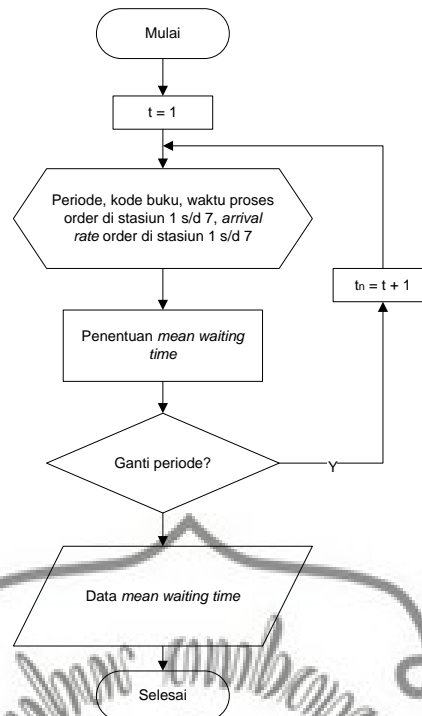 Mulai
t = 1
Periode, kode buku, waktu proses
order di stasiun 1 s/d 7, arrival
rate order di stasiun 1 s/d 7
tn = t + 1
Penentuan mean waiting
time
Ganti periode?
Y
Data mean waiting time
Selesai